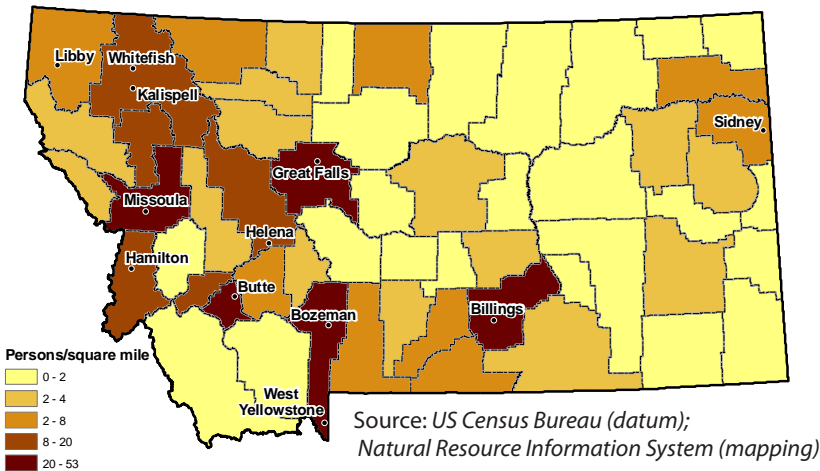 Libby
Whitefish
Kalispell
Sidney
Great Falls
Missoula
Helena
Hamilton
Butte
Billings
Bozeman
West
Yellowstone
Persons/square mile
0 - 2
2 - 4
2 - 8
8 - 20
20 - 53
Source: US Census Bureau (datum);
Natural Resource Information System (mapping)